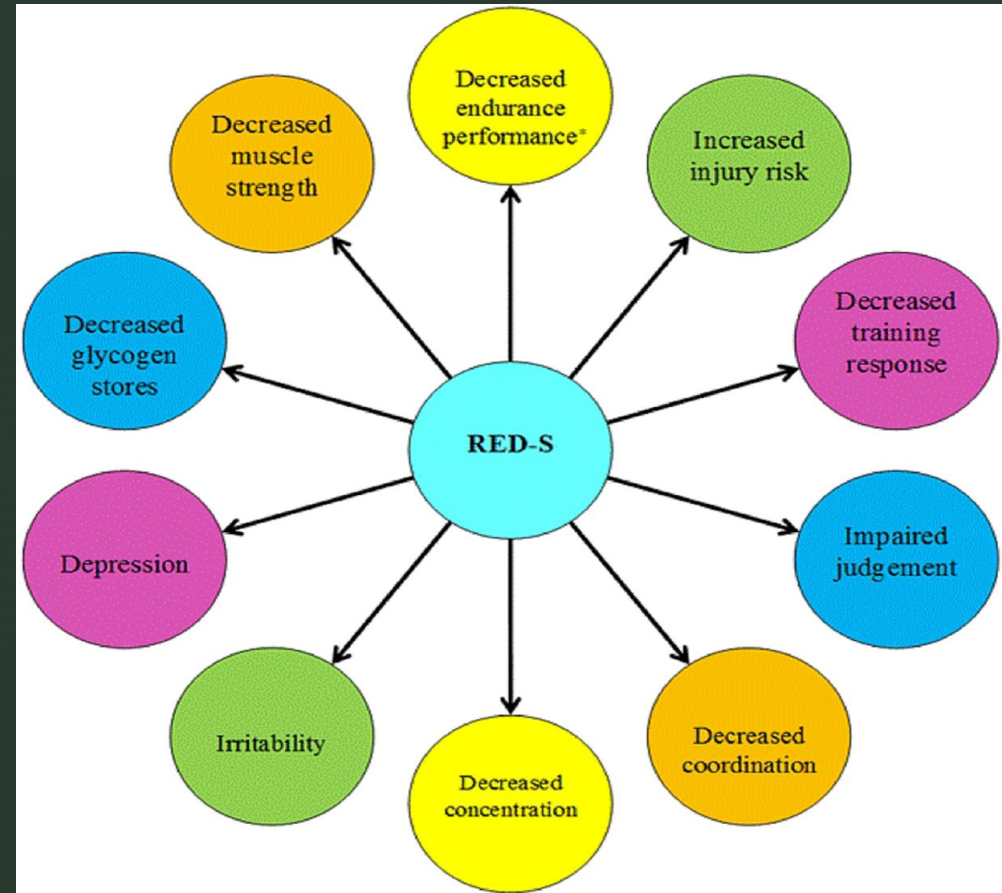 Decreased
endurance
performance*
Increased
injury risk
Decreased
training
response
Impaired
judgement
Decreased
coordination
Decreased
concentration
Irritability
Depression
Decreased
glycogen
stores
Decreased
muscle
strength
RED-S